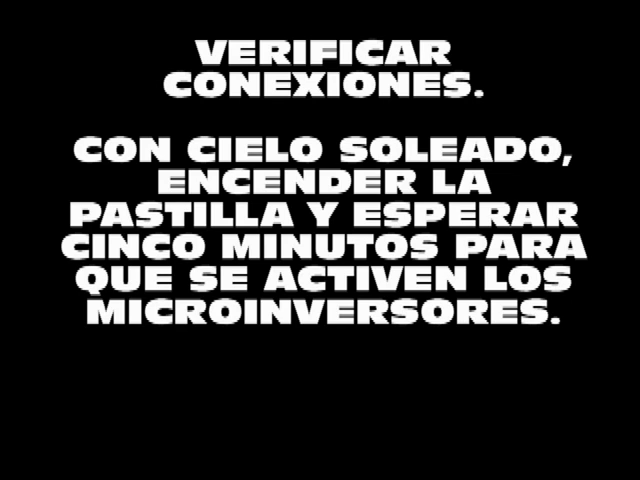 VERIFICAR
CONEXIONES.
CON CIELO SOLEADO,
ENCENDER LA
PASTILLA Y ESPERAR
CINCO MINUTOS PARA
QUE SE ACTIVEN LOS
MICROINVERSORES.